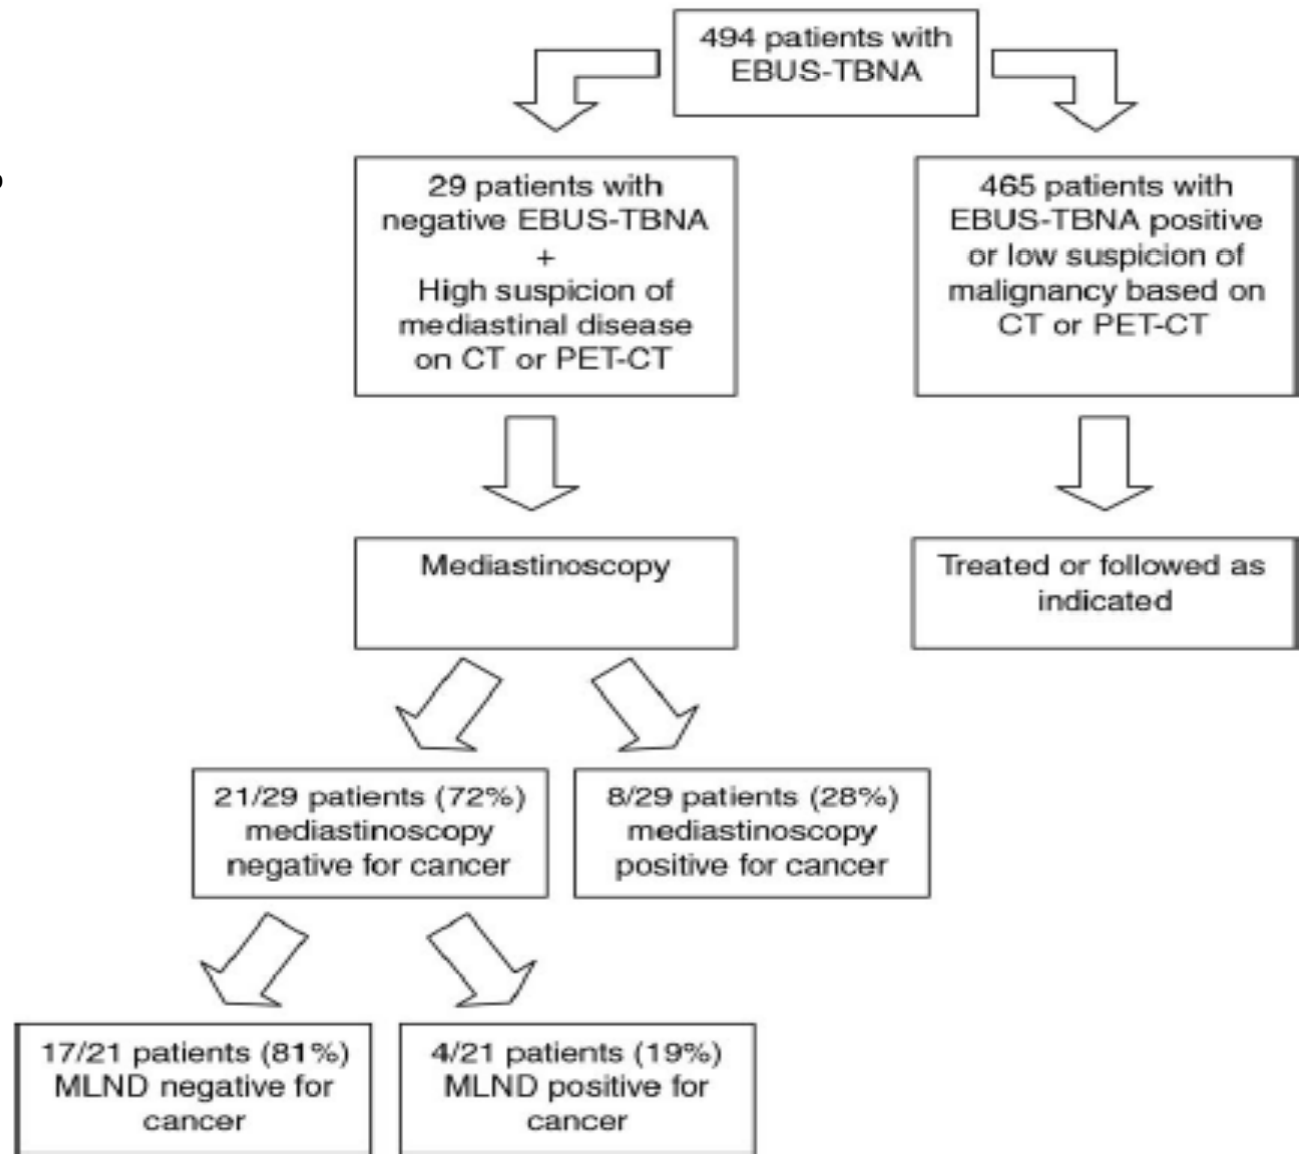 494 patients with
EBUS-TBNA
29 patients with
negative EBUS-TBNA
+
High suspicion of
mediastinal disease
on CT or PET-CT
465 patients with
EBUS-TBNA positive
or low suspicion of
malignancy based on
CT or PET-CT
Mediastinoscopy
Treated or followed as
indicated
21/29 patients (72%)
mediastinoscopy
negative for cancer
8/29 patients (28%)
mediastinoscopy
positive for cancer
17/21 patients (81%)
MLND negative for
cancer
4/21 patients (19%)
MLND positive for
cancer